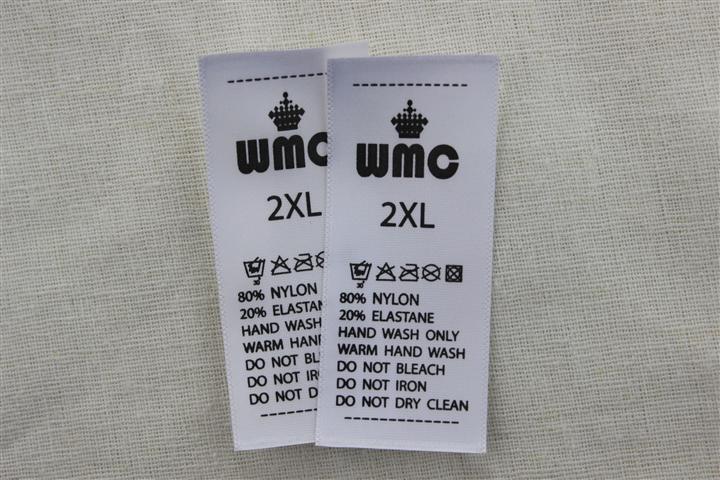 WMC
2XL
30
80% NYLON
20% ELASTANE
HAND WASH
WARM HAND
DO NOT
DO NOT
DO NOT
WMC
2XL
30
80% NYLON
20% ELASTANE
HAND WASH ONLY
WARM HAND WASH
DO NOT BLEACH
DO NOT IRON
DO NOT DRY CLEAN